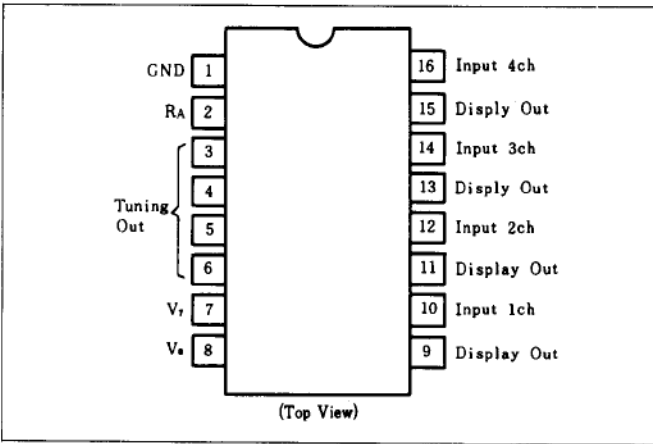 GND 1
RA 2
3
4
Tuning Out
5
6
V7 7
V8 8
16 Input 4ch
15 Disply Out
14 Input 3ch
13 Disply Out
12 Input 2ch
11 Display Out
10 Input 1ch
9 Display Out
(Top View)